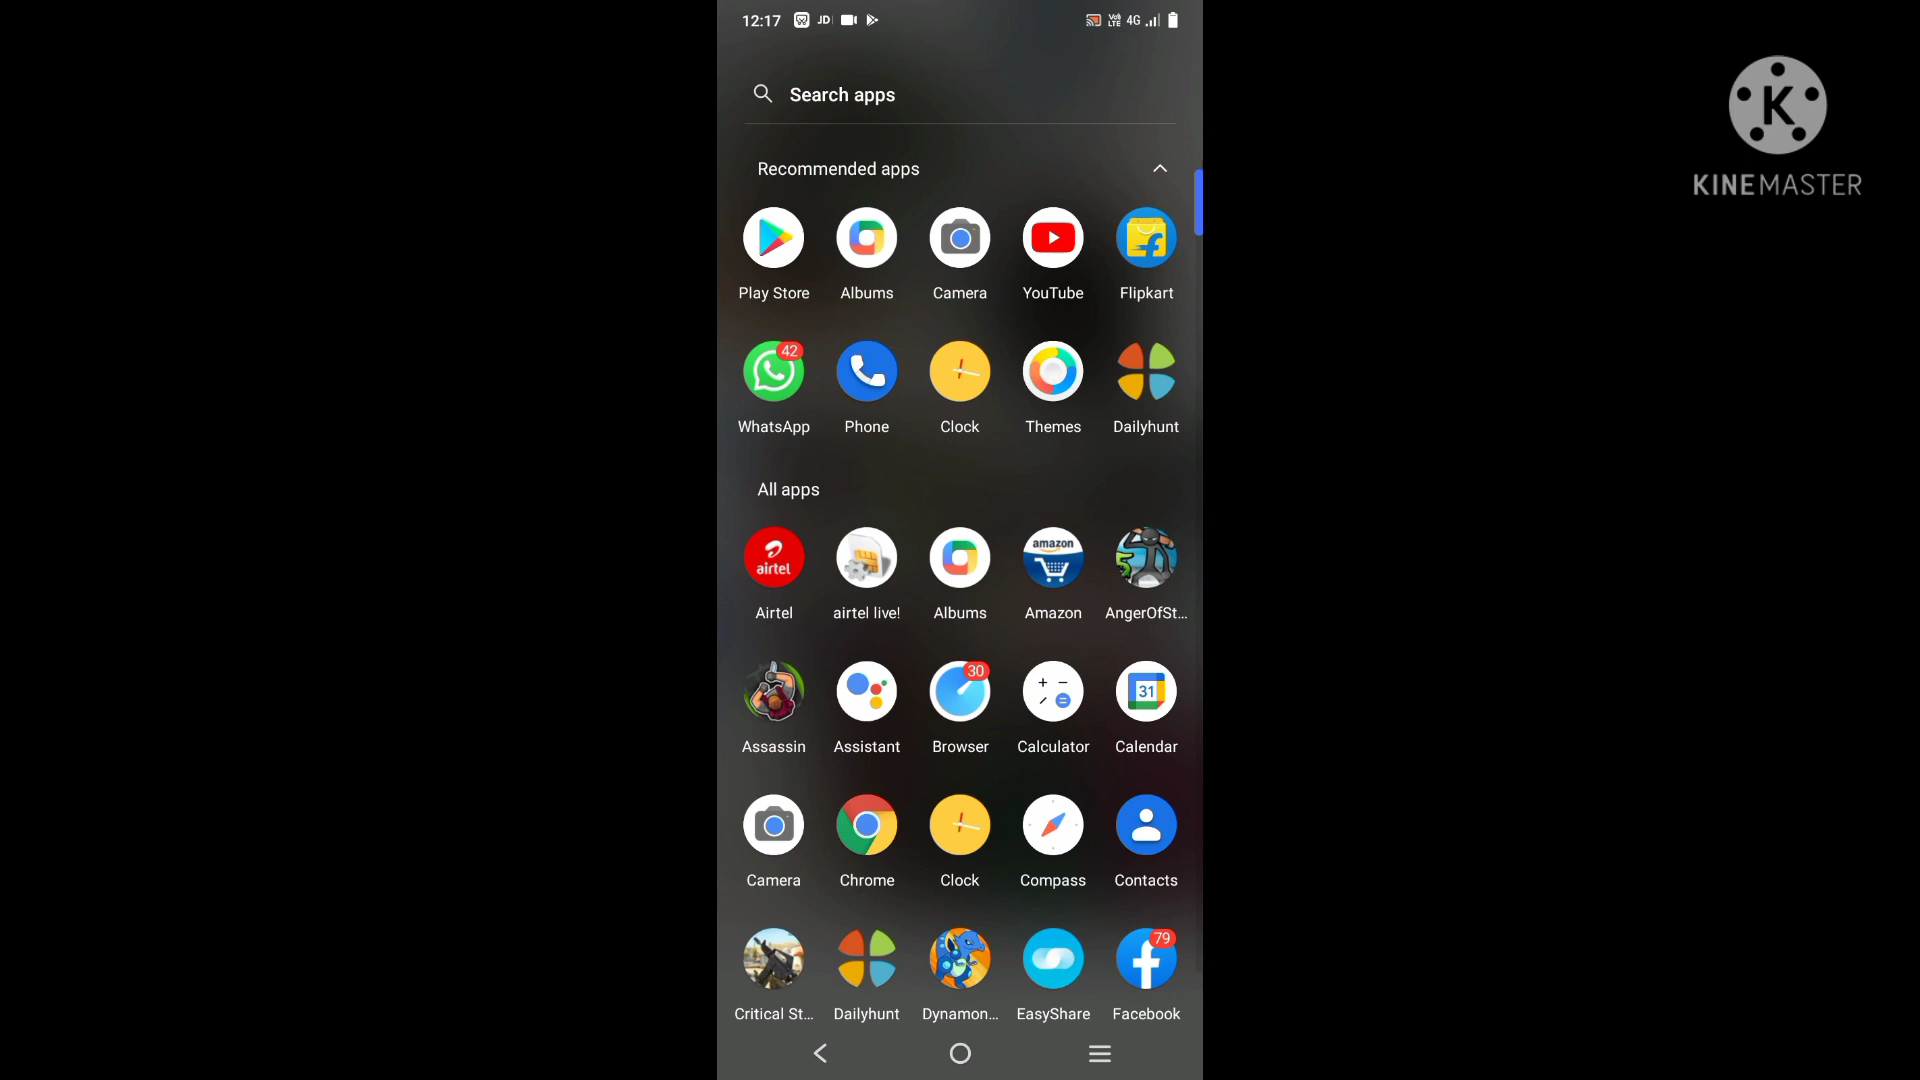 12:17 JD 4G
VoLTE
KINEMASTER
Search apps
Recommended apps
Play Store Albums Camera YouTube Flipkart
42
WhatsApp Phone Clock Themes Dailyhunt
All apps
airtel amazon
Airtel airtel live! Albums Amazon AngerOfSt...
30 31
Assassin Assistant Browser Calculator Calendar
Camera Chrome Clock Compass Contacts
79
Critical St... Dailyhunt Dynamon... EasyShare Facebook